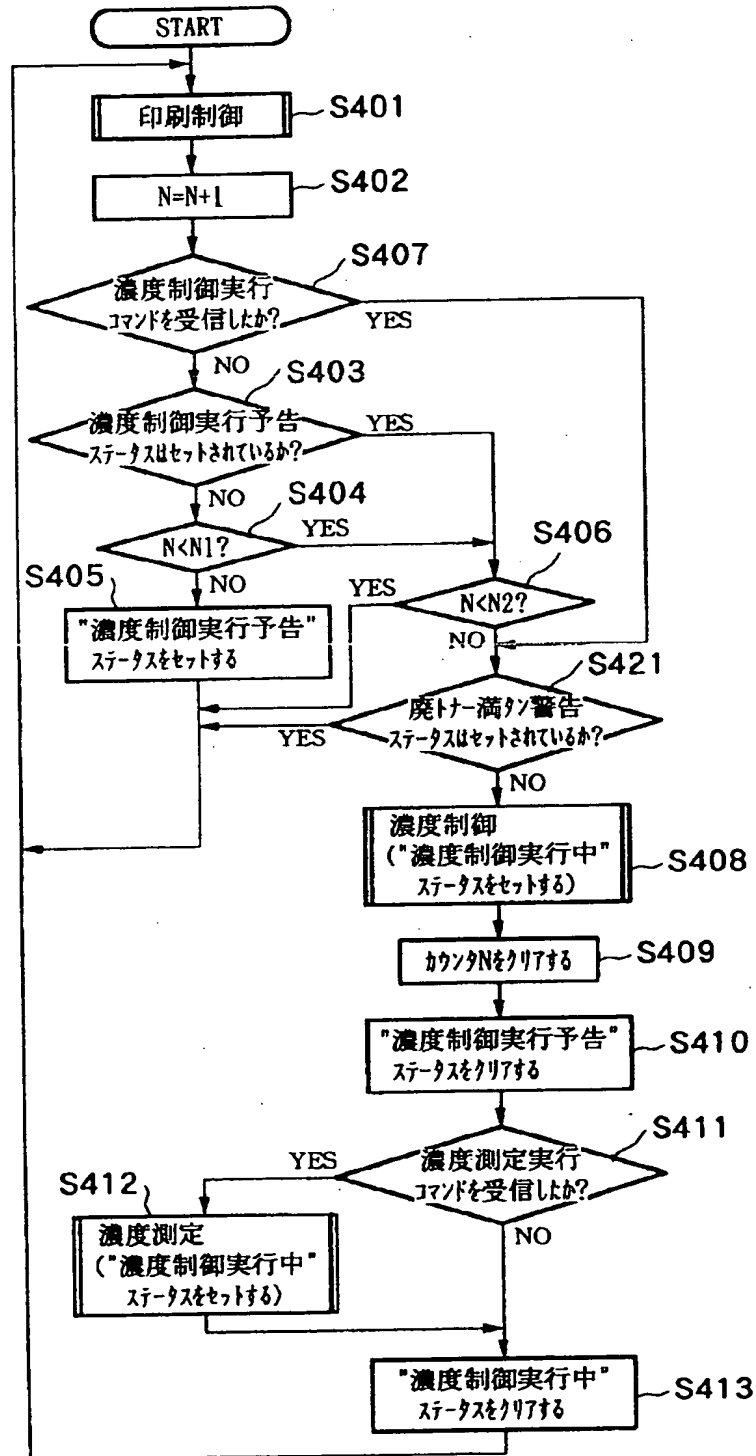 START
印刷制御
S401
N=N+1
S402
濃度制御実行
コマンドを受信したか?
S407
YES
NO
濃度制御実行予告
ステータスはセットされているか?
S403
YES
NO
N<N1?
S404
YES
NO
S405
"濃度制御実行予告"
ステータスをセットする
N<N2?
S406
YES
NO
廃トナー満タン警告
ステータスはセットされているか?
S421
YES
NO
濃度制御
("濃度制御実行中"
ステータスをセットする)
S408
カウンタNをクリアする
S409
"濃度制御実行予告"
ステータスをクリアする
S410
濃度測定実行
コマンドを受信したか?
S411
YES
NO
S412
濃度測定
("濃度制御実行中"
ステータスをセットする)
"濃度制御実行中"
ステータスをクリアする
S413